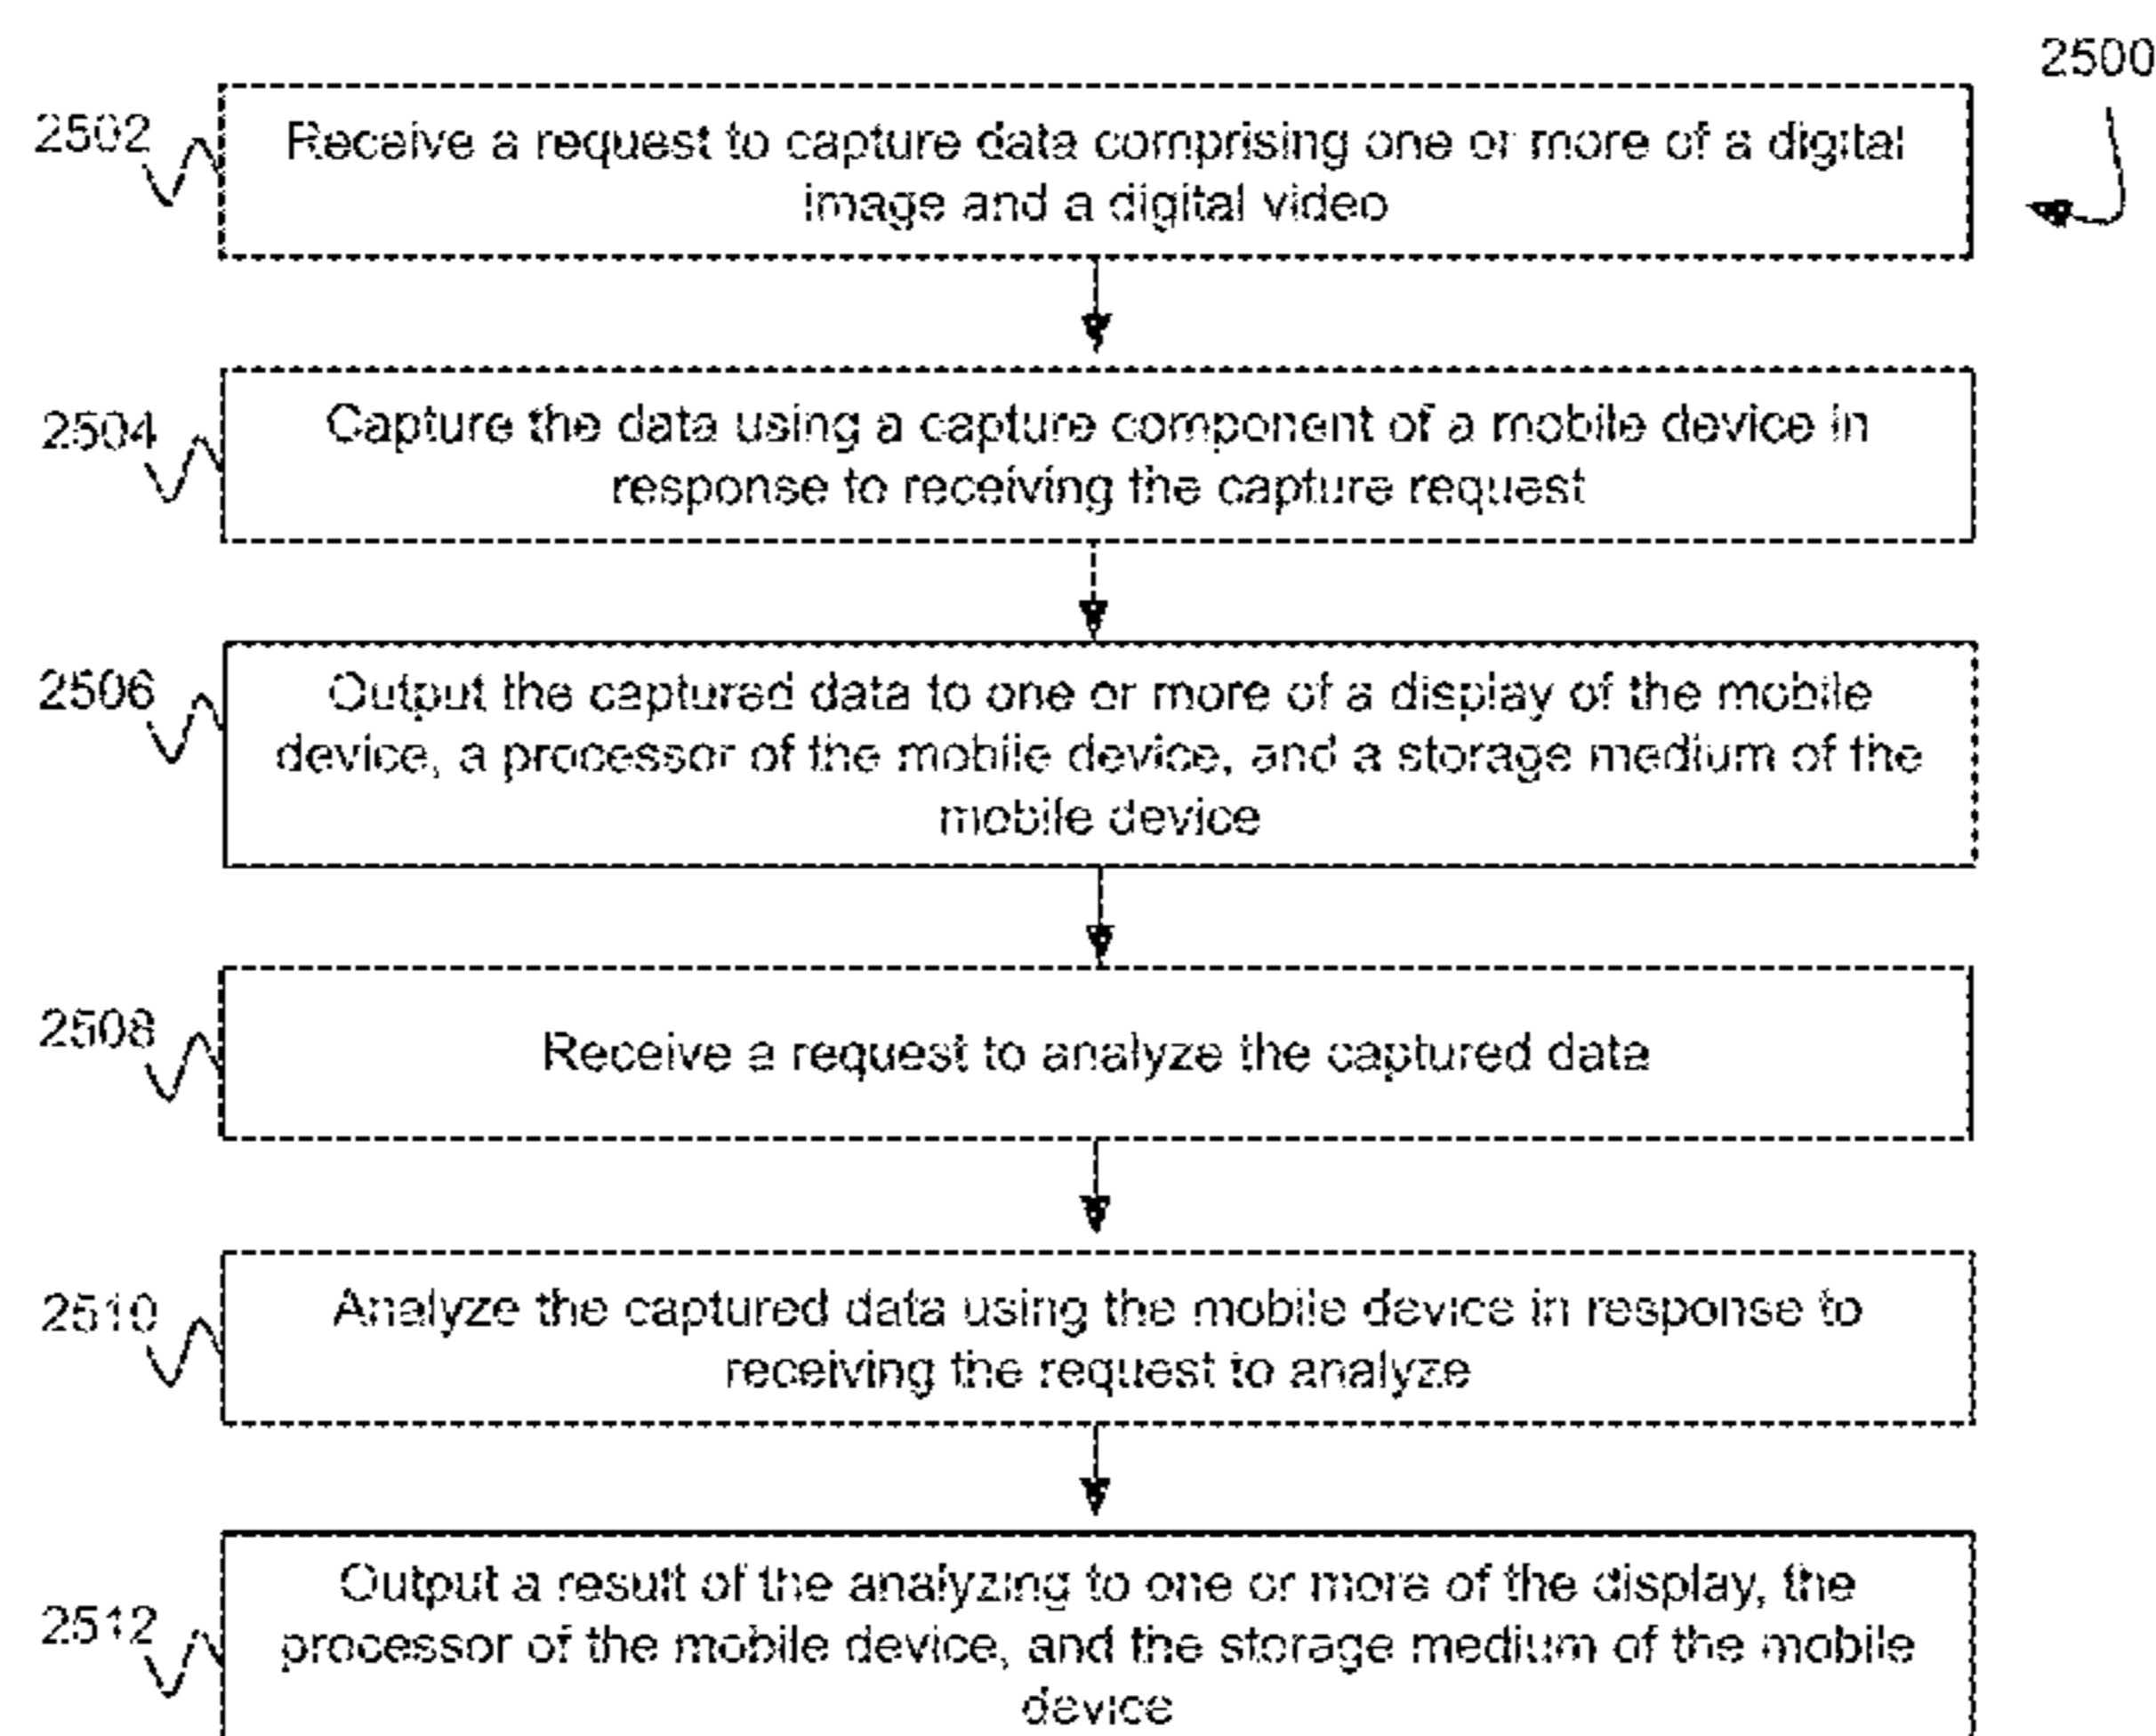 2500
2502
Receive a request to capture data comprising one or more of a digital
image and a digital video
2504
Capture the data using a capture component of a mobile device in
response to receiving the capture request
2506
Output the captured data to one or more of a display of the mobile
device, a processor of the mobile device, and a storage medium of the
mobile device
2508
Receive a request to analyze the captured data
2510
Analyze the captured data using the mobile device in response to
receiving the request to analyze
2512
Output a result of the analyzing to one or more of the display, the
processor of the mobile device, and the storage medium of the mobile
device